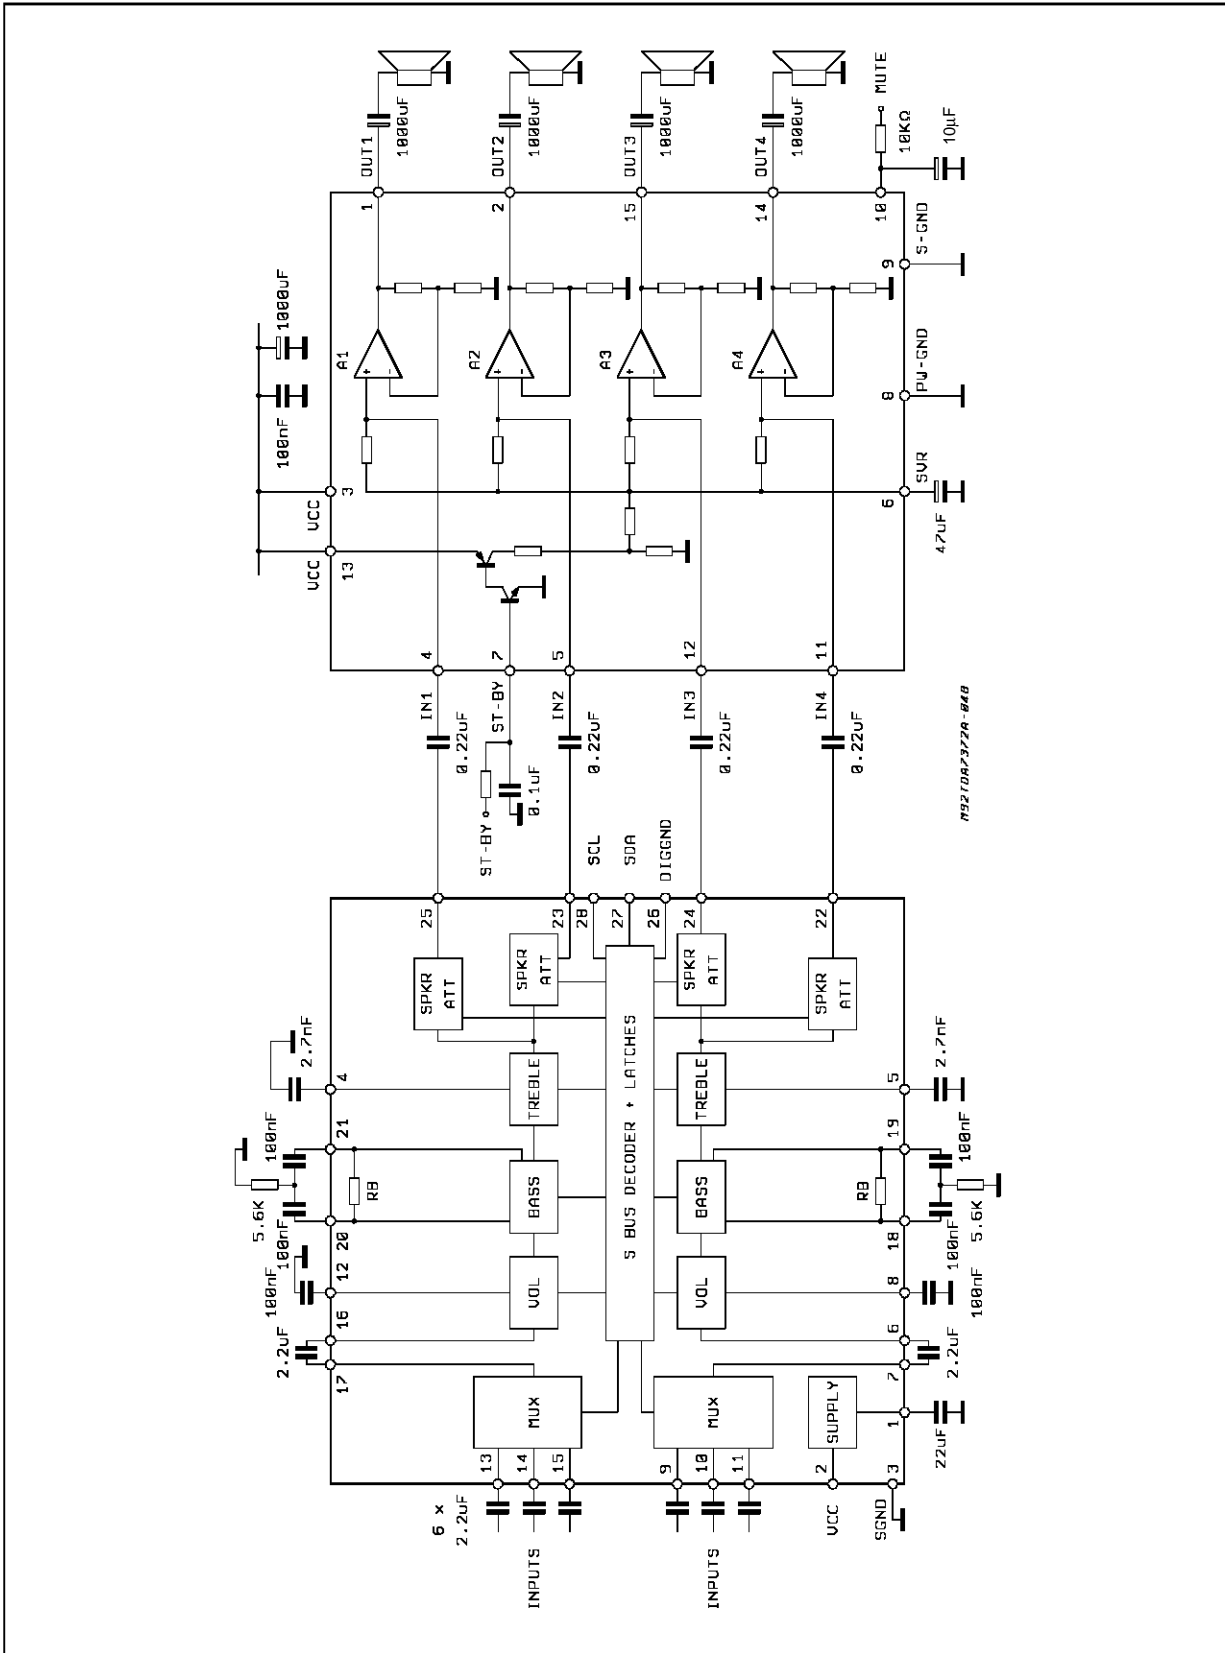 OUT1
1000uF
OUT2
1000uF
OUT3
1000uF
OUT4
1000uF
MUTE
10KΩ
10µF
1
2
15
14
10
S-GND
9
PW-GND
8
SVR
6
47uF
1000uF
100nF
A1
+
-
A2
+
-
A3
+
-
A4
+
-
VCC
3
VCC
13
4
7
5
12
11
IN1
0.22uF
ST-BY
ST-BY
0.1uF
IN2
0.22uF
IN3
0.22uF
IN4
0.22uF
M92TDA7372A-04B
SCL
SDA
DIGGND
25
23
28
27
26
24
22
SPKR
ATT
SPKR
ATT
SPKR
ATT
SPKR
ATT
2.7nF
4
TREBLE
S BUS DECODER + LATCHES
TREBLE
5
2.7nF
100nF
21
5.6K
100nF
20
RB
BASS
BASS
RB
19
100nF
18
100nF
5.6K
100nF
12
VOL
VOL
8
100nF
2.2uF
16
17
6
7
2.2uF
MUX
MUX
SUPPLY
1
22uF
13
14
15
9
10
11
2
3
6 x
2.2uF
VCC
SGND
INPUTS
INPUTS